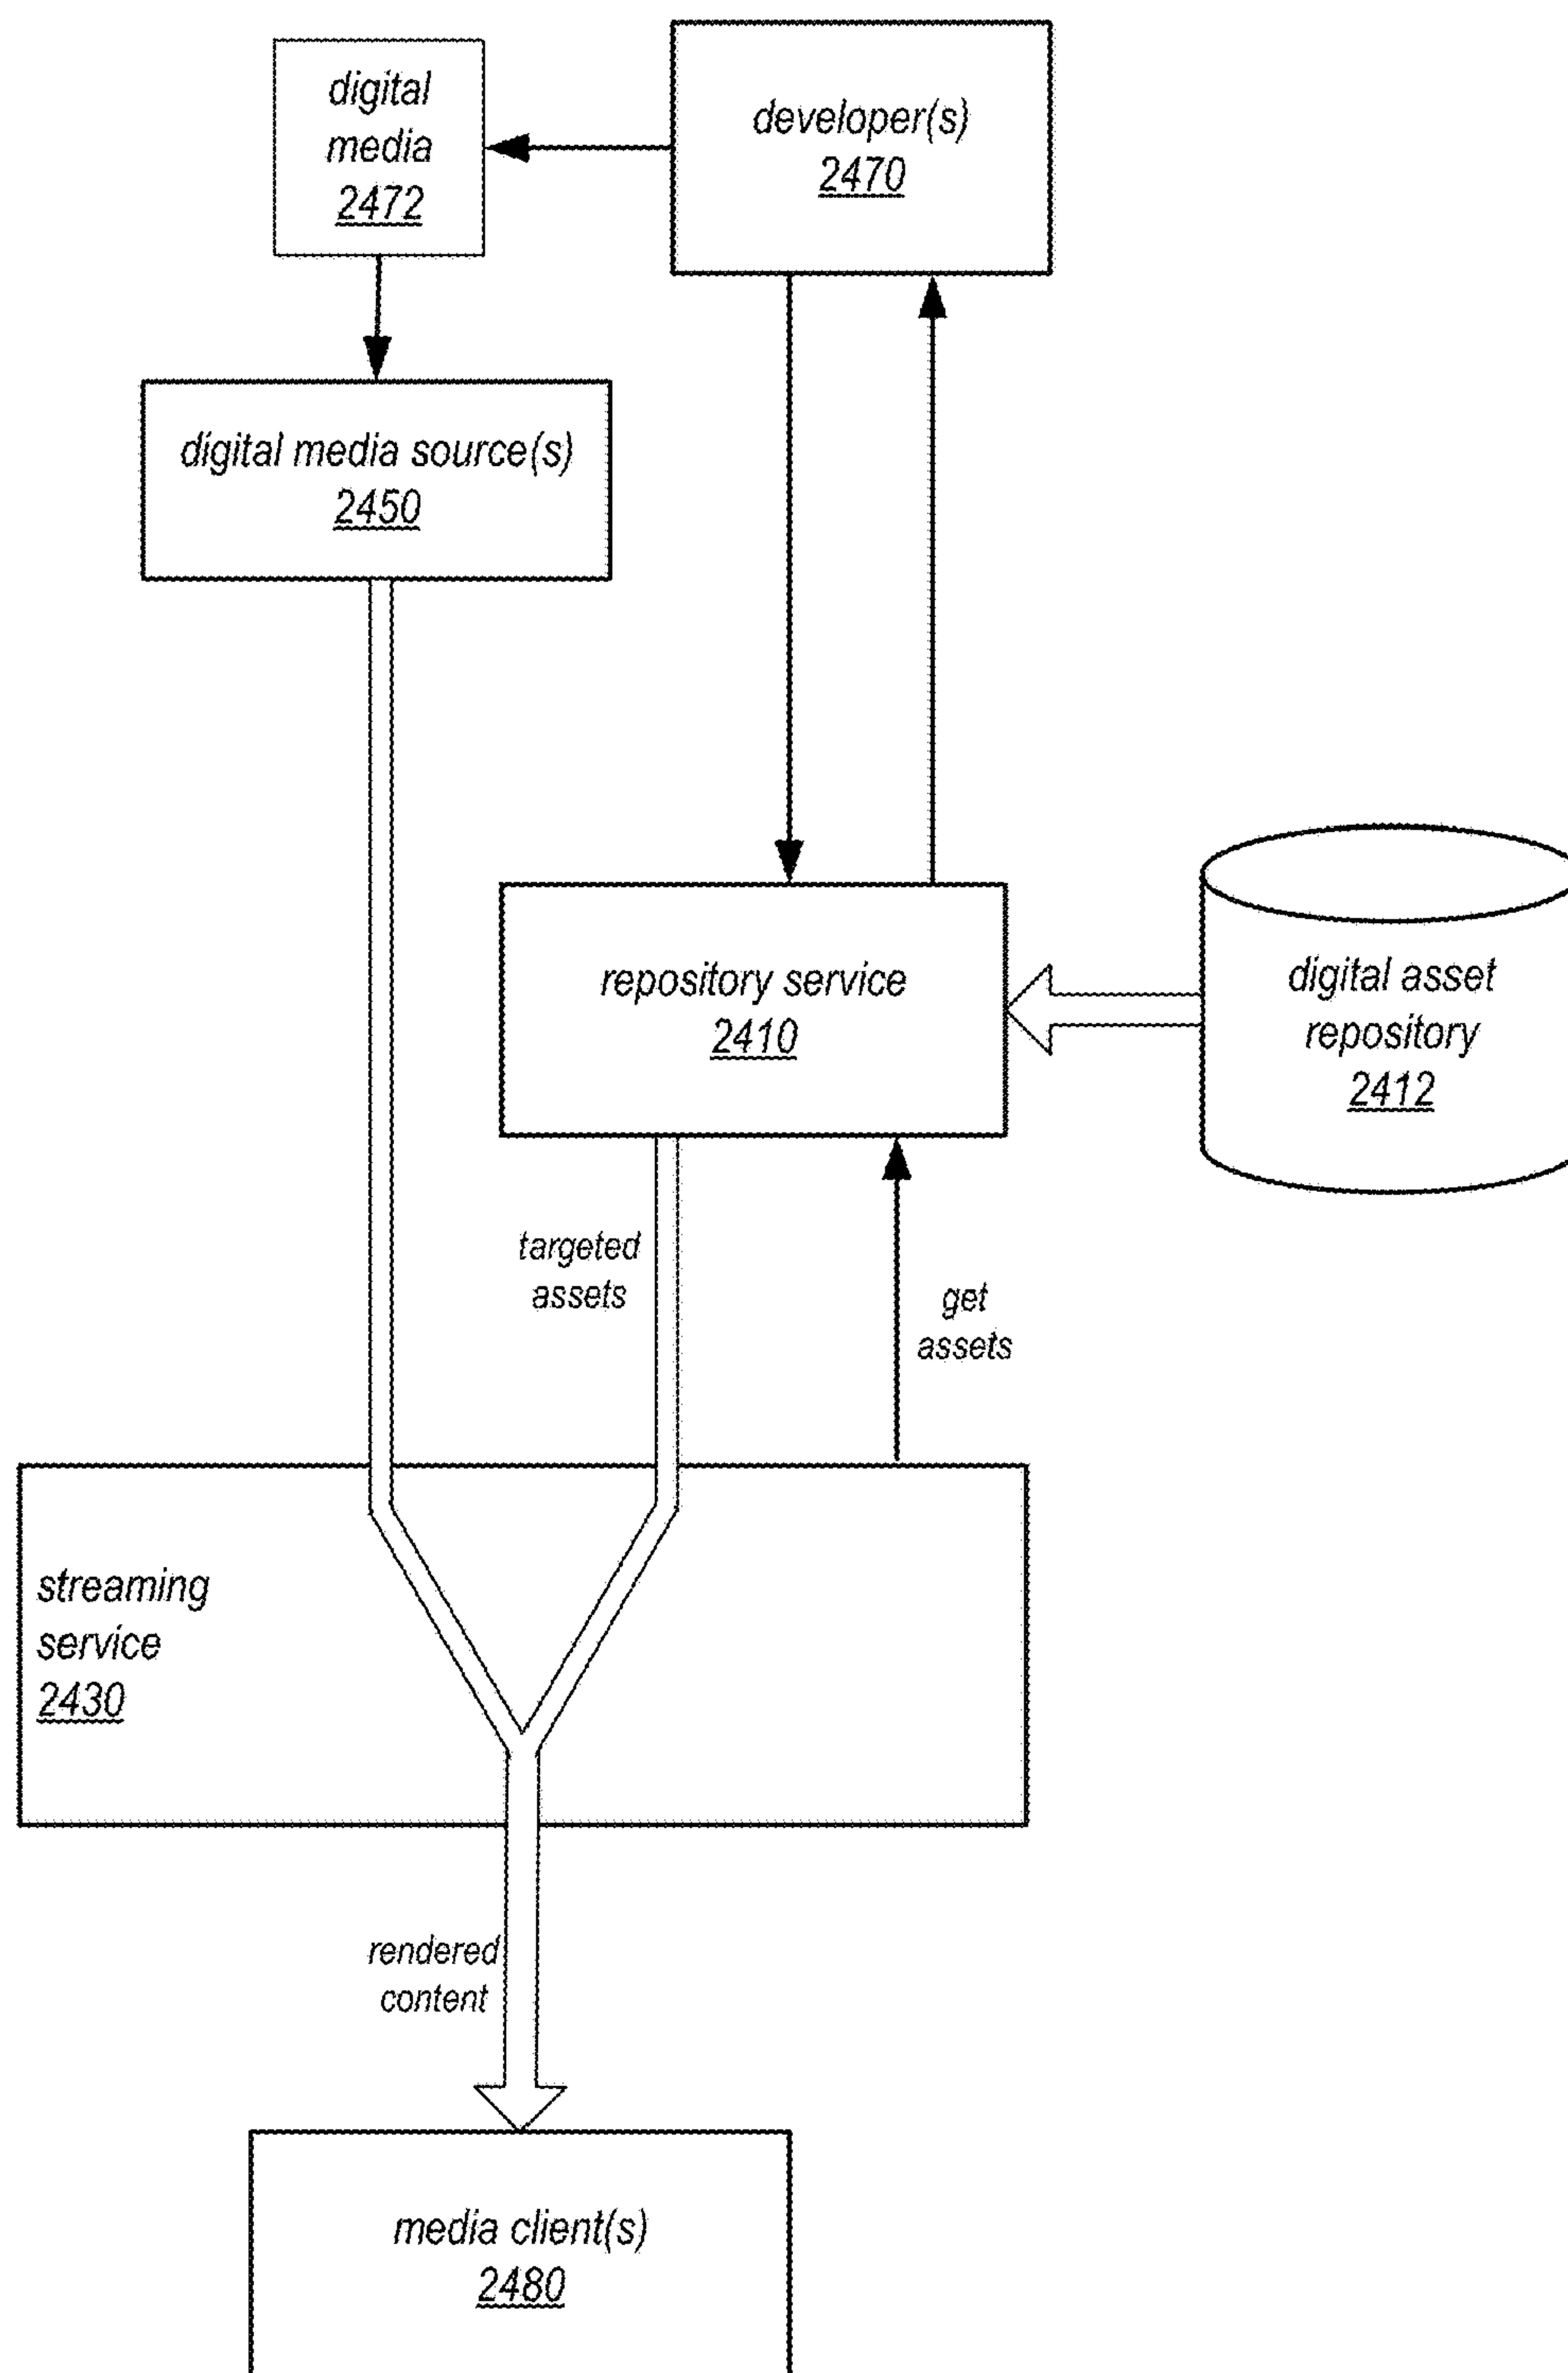 digital
media
2472
developer(s)
2470
digital media source(s)
2450
repository service
2410
digital asset
repository
2412
targeted
assets
get
assets
streaming
service
2430
rendered
content
media client(s)
2480